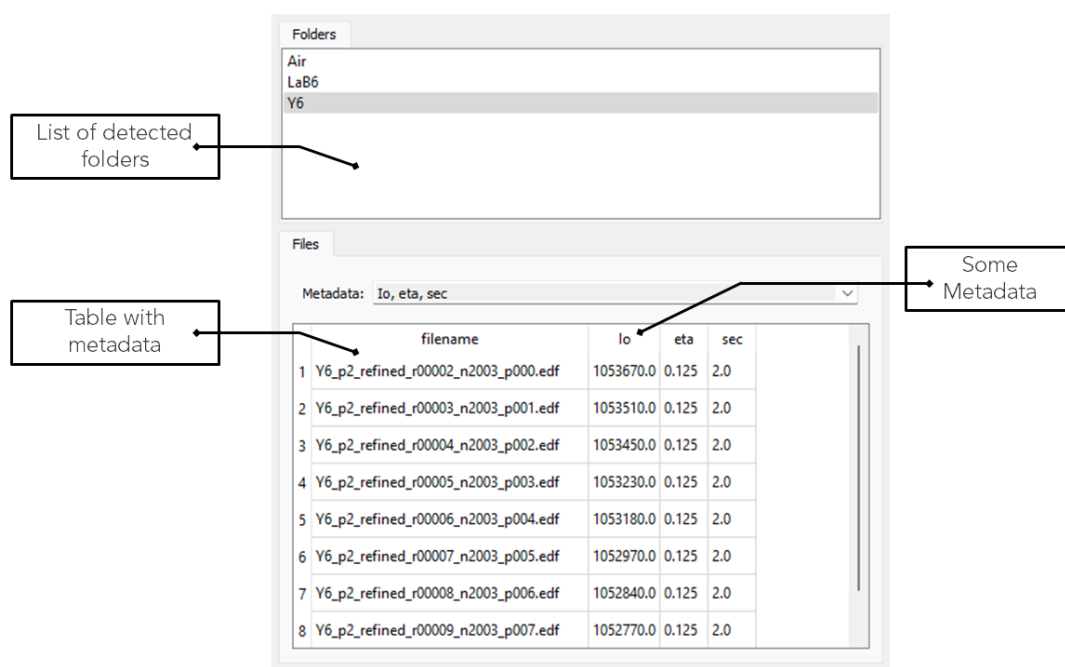 Folders
Air
LaB6
Y6
List of detected
folders
Files
Some
Metadata
Metadata: Io, eta, sec
Table with
metadata
filename Io eta sec
1 Y6_p2_refined_r00002_n2003_p000.edf 1053670.0 0.125 2.0
2 Y6_p2_refined_r00003_n2003_p001.edf 1053510.0 0.125 2.0
3 Y6_p2_refined_r00004_n2003_p002.edf 1053450.0 0.125 2.0
4 Y6_p2_refined_r00005_n2003_p003.edf 1053230.0 0.125 2.0
5 Y6_p2_refined_r00006_n2003_p004.edf 1053180.0 0.125 2.0
6 Y6_p2_refined_r00007_n2003_p005.edf 1052970.0 0.125 2.0
7 Y6_p2_refined_r00008_n2003_p006.edf 1052840.0 0.125 2.0
8 Y6_p2_refined_r00009_n2003_p007.edf 1052770.0 0.125 2.0